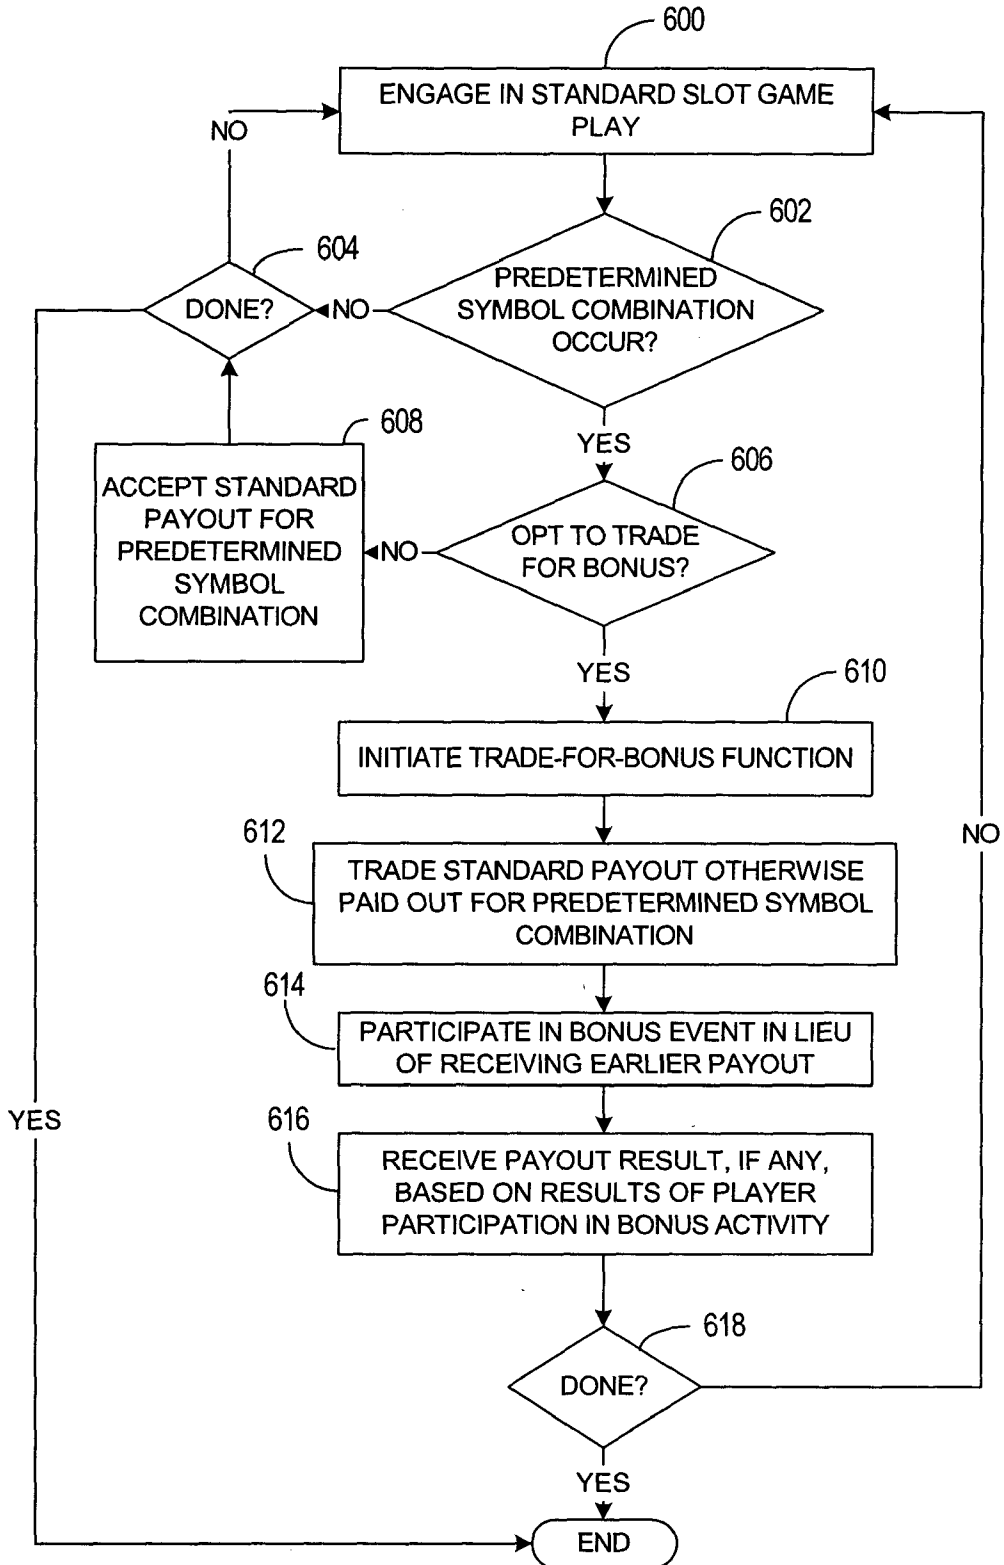 600
ENGAGE IN STANDARD SLOT GAME
PLAY
NO
602
604
PREDETERMINED
SYMBOL COMBINATION
OCCUR?
DONE?
NO
608
YES
606
ACCEPT STANDARD
PAYOUT FOR
PREDETERMINED
SYMBOL
COMBINATION
OPT TO TRADE
FOR BONUS?
NO
YES
610
INITIATE TRADE-FOR-BONUS FUNCTION
612
NO
TRADE STANDARD PAYOUT OTHERWISE
PAID OUT FOR PREDETERMINED SYMBOL
COMBINATION
614
PARTICIPATE IN BONUS EVENT IN LIEU
OF RECEIVING EARLIER PAYOUT
YES
616
RECEIVE PAYOUT RESULT, IF ANY,
BASED ON RESULTS OF PLAYER
PARTICIPATION IN BONUS ACTIVITY
618
DONE?
YES
END